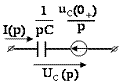 1/pC
u_C(0_+)/p
I(p)
U_C(p)